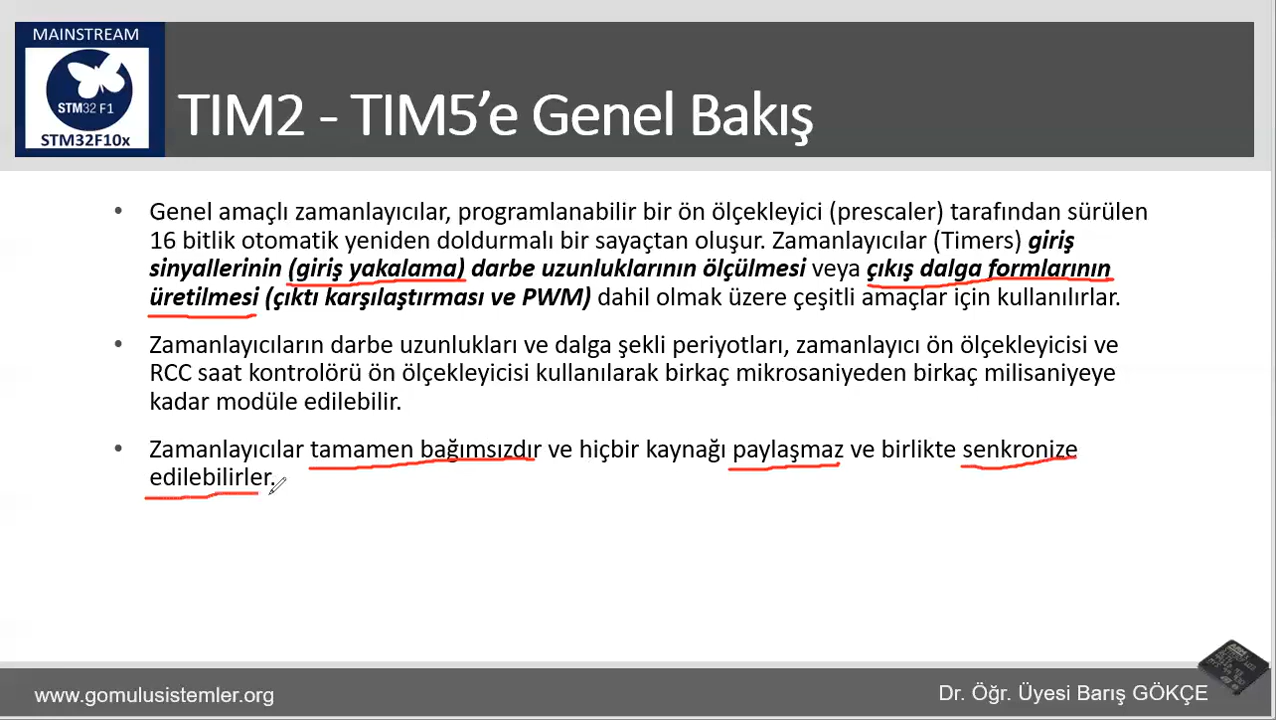 MAINSTREAM
STM32 F1
STM32F10x
TIM2 - TIM5’e Genel Bakış
• Genel amaçlı zamanlayıcılar, programlanabilir bir ön ölçekleyici (prescaler) tarafından sürülen
16 bitlik otomatik yeniden doldurmalı bir sayaçtan oluşur. Zamanlayıcılar (Timers) giriş
sinyallerinin (giriş yakalama) darbe uzunluklarının ölçülmesi veya çıkış dalga formlarının
üretilmesi (çıktı karşılaştırması ve PWM) dahil olmak üzere çeşitli amaçlar için kullanılırlar.
• Zamanlayıcıların darbe uzunlukları ve dalga şekli periyotları, zamanlayıcı ön ölçekleyicisi ve
RCC saat kontrolörü ön ölçekleyicisi kullanılarak birkaç mikrosaniyeden birkaç milisaniyeye
kadar modüle edilebilir.
• Zamanlayıcılar tamamen bağımsızdır ve hiçbir kaynağı paylaşmaz ve birlikte senkronize
edilebilirler.
www.gomulusistemler.org
Dr. Öğr. Üyesi Barış GÖKÇE